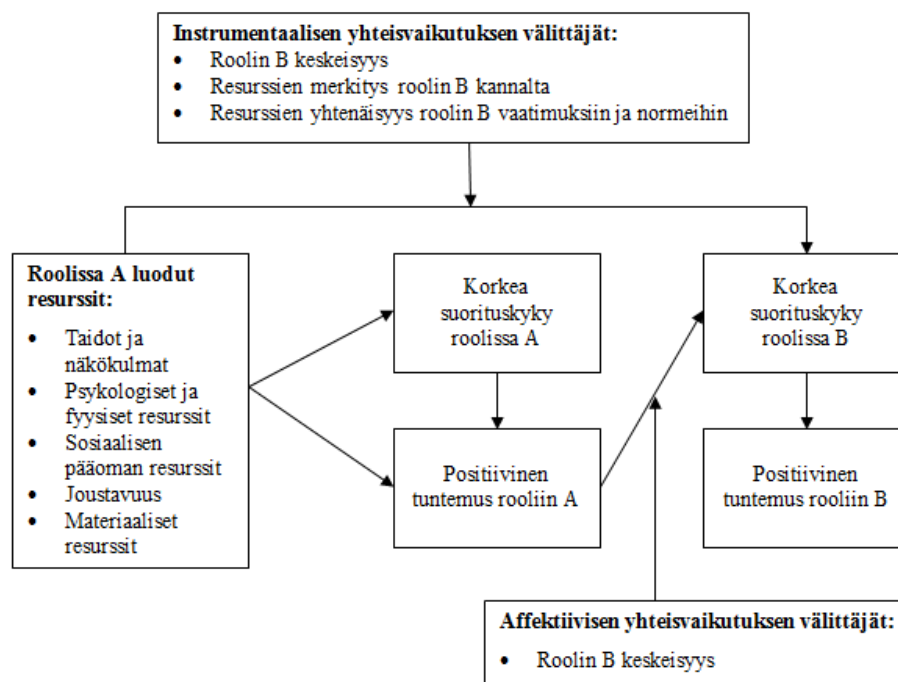 Instrumentaalisen yhteisvaikutuksen välittäjät:
• Roolin B keskeisyys
• Resurssien merkitys roolin B kannalta
• Resurssien yhtenäisyys roolin B vaatimuksiin ja normeihin
Roolissa A luodut
resurssit:
• Taidot ja
näkökulmat
• Psykologiset ja
fyysiset resurssit
• Sosiaalisen
pääoman resurssit
• Joustavuus
• Materiaaliset
resurssit
Korkea
suorituskyky
roolissa A
Korkea
suorituskyky
roolissa B
Positiivinen
tuntemus rooliin A
Positiivinen
tuntemus rooliin B
Affektiivisen yhteisvaikutuksen välittäjät:
• Roolin B keskeisyys